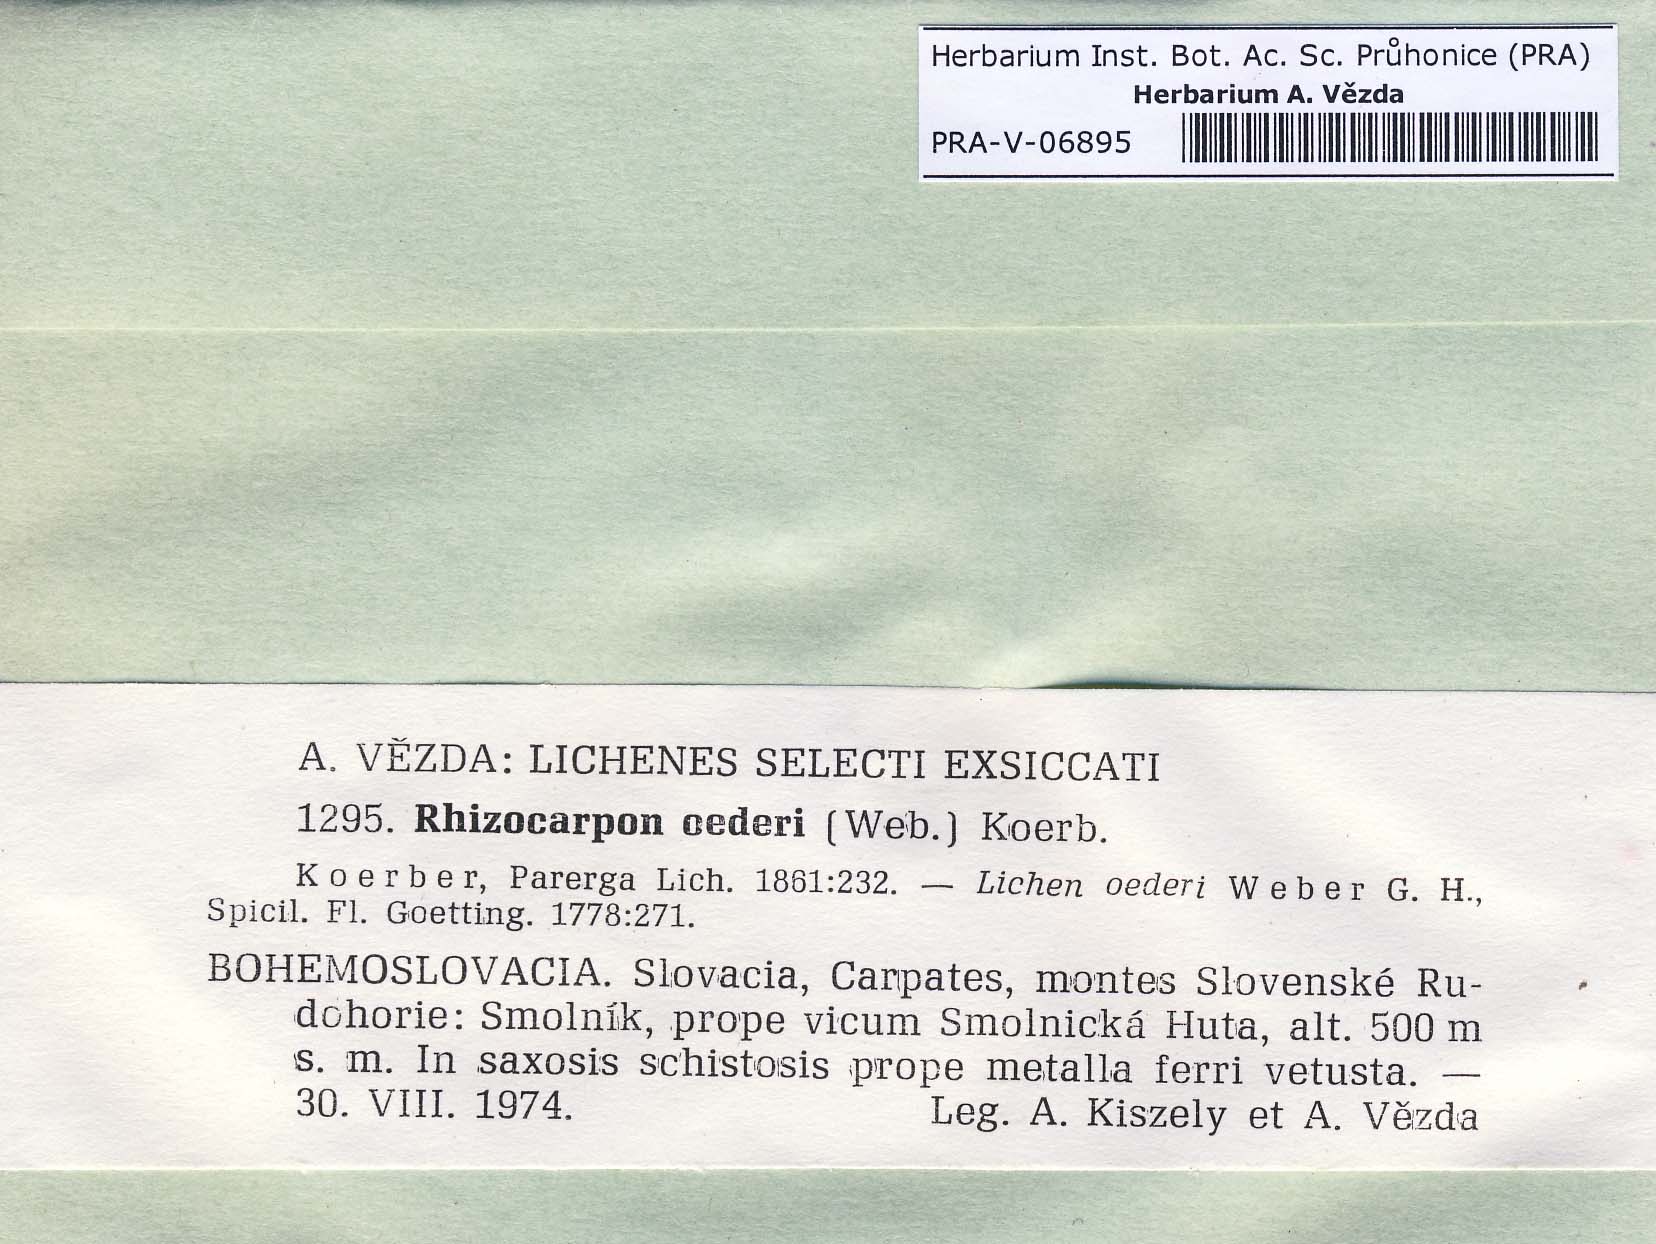 Herbarium Inst. Bot. Ac. Sc. Průhonice (PRA)
Herbarium A. Vězda
PRA-V-06895
A. VĚZDA: LICHENES SELECTI EXSICCATI
1295. Rhizocarpon oederi (Web.) Koerb.
Koerber, Parerga Lich. 1861:232. — Lichen oederi Weber G. H.,
Spicil. Fl. Goetting. 1778:271.
BOHEMOSLOVACIA. Slovacia, Carpates, montes Slovenské Ru-
dohorie: Smolník, prope vicum Smolnická Huta, alt. 500 m
s. m. In saxosis schistosis prope metalla ferri vetusta. —
30. VIII. 1974. Leg. A. Kiszely et A. Vězda